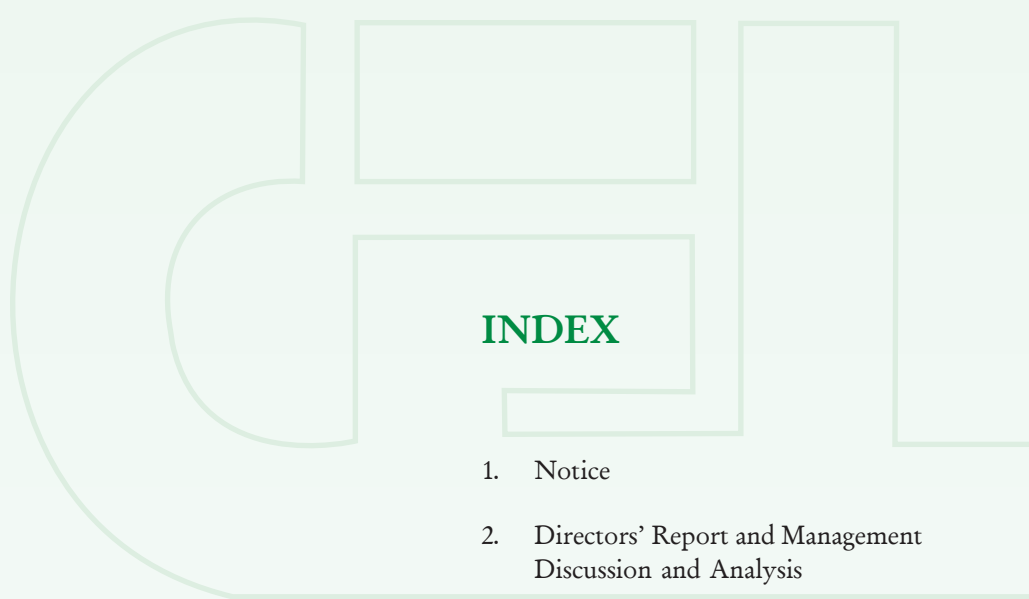 INDEX
1. Notice
2. Directors’ Report and Management
Discussion and Analysis